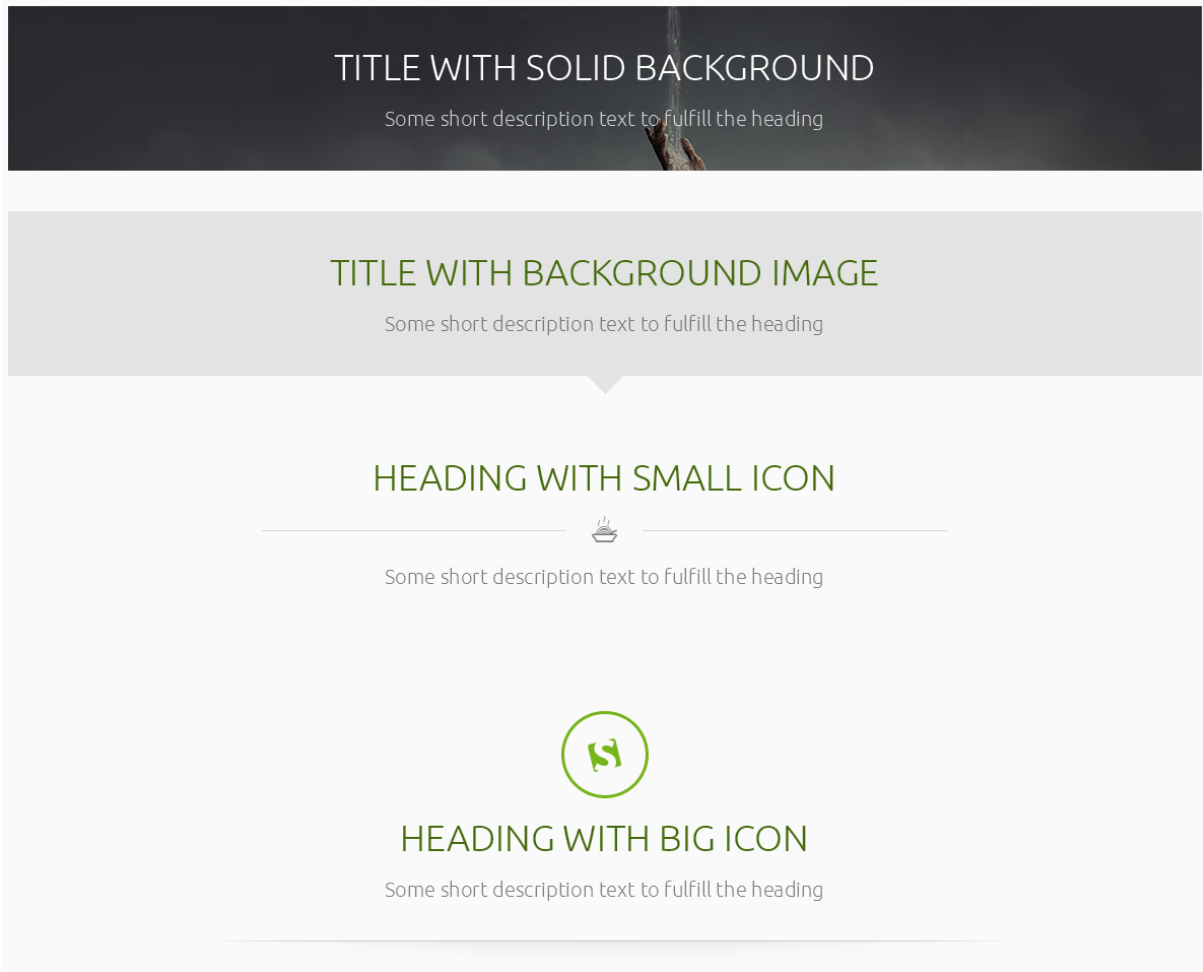 TITLE WITH SOLID BACKGROUND
Some short description text to fulfill the heading
TITLE WITH BACKGROUND IMAGE
Some short description text to fulfill the heading
HEADING WITH SMALL ICON
Some short description text to fulfill the heading
S
HEADING WITH BIG ICON
Some short description text to fulfill the heading